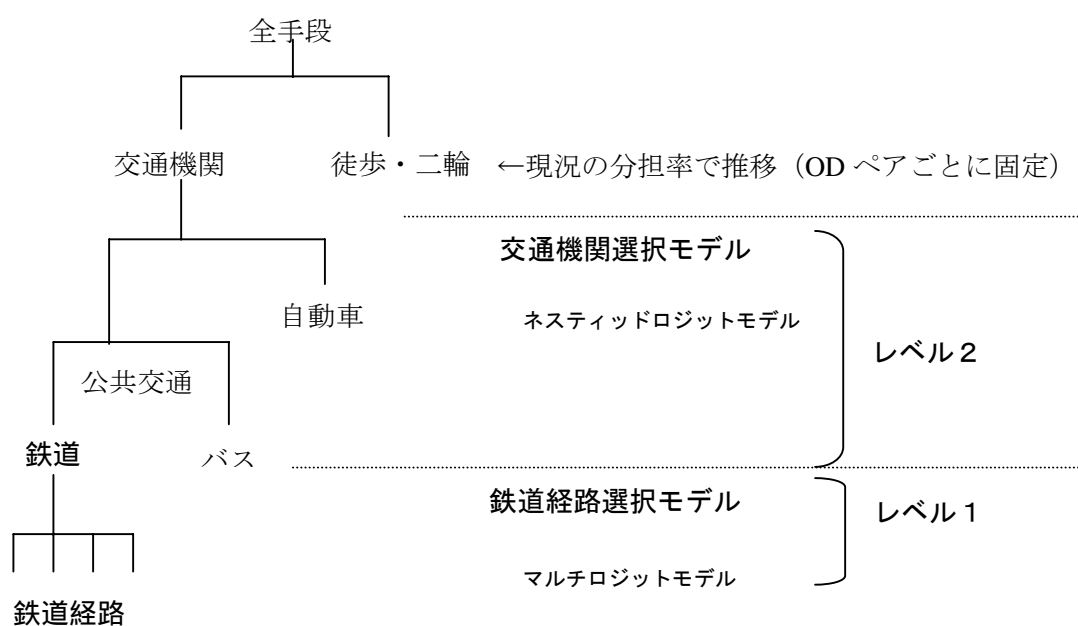 全手段
交通機関
徒歩・二輪 ←現況の分担率で推移（OD ペアごとに固定）
交通機関選択モデル
自動車
ネスティッドロジットモデル
レベル２
公共交通
鉄道
バス
鉄道経路選択モデル
レベル１
マルチロジットモデル
鉄道経路